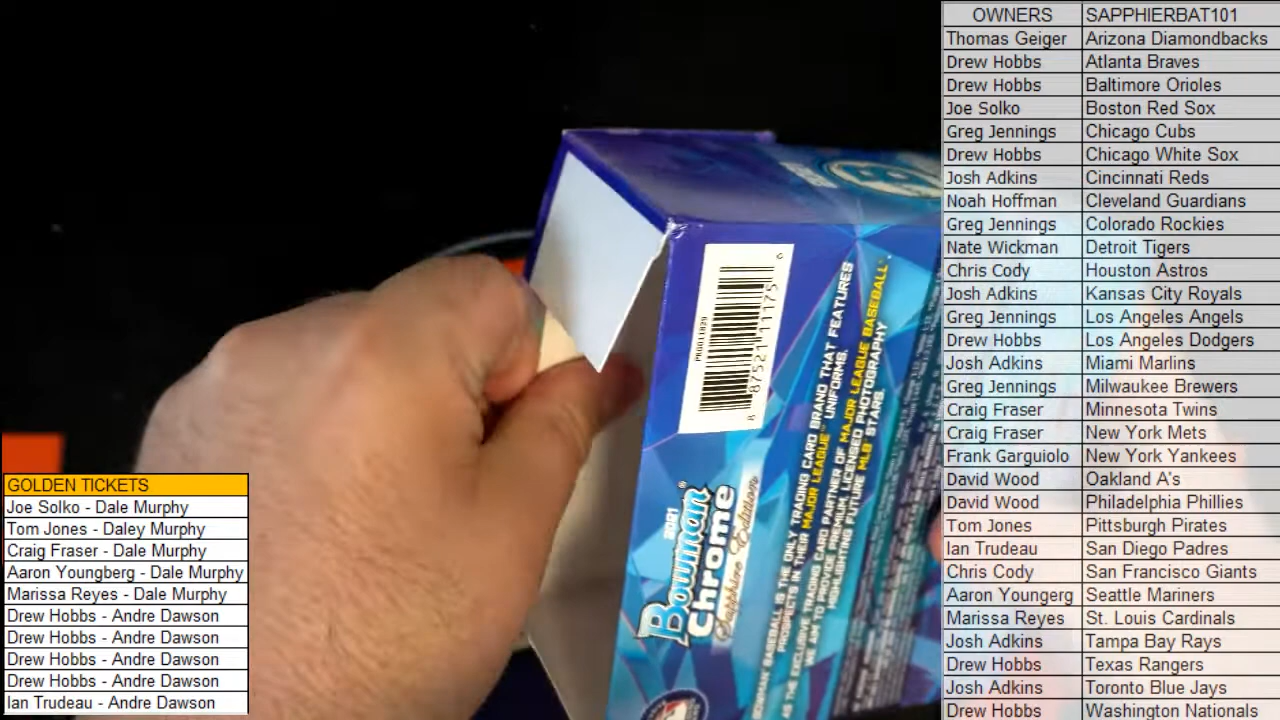 OWNERS SAPPHIERBAT101
Thomas Geiger Arizona Diamondbacks
Drew Hobbs Atlanta Braves
Drew Hobbs Baltimore Orioles
Joe Solko Boston Red Sox
Greg Jennings Chicago Cubs
Drew Hobbs Chicago White Sox
Josh Adkins Cincinnati Reds
Noah Hoffman Cleveland Guardians
Greg Jennings Colorado Rockies
Nate Wickman Detroit Tigers
Chris Cody Houston Astros
Josh Adkins Kansas City Royals
Greg Jennings Los Angeles Angels
Drew Hobbs Los Angeles Dodgers
Josh Adkins Miami Marlins
Greg Jennings Milwaukee Brewers
Craig Fraser Minnesota Twins
Craig Fraser New York Mets
Frank Garguiolo New York Yankees
David Wood Oakland A's
David Wood Philadelphia Phillies
Tom Jones Pittsburgh Pirates
Ian Trudeau San Diego Padres
Chris Cody San Francisco Giants
Aaron Youngerg Seattle Mariners
Marissa Reyes St. Louis Cardinals
Josh Adkins Tampa Bay Rays
Drew Hobbs Texas Rangers
Josh Adkins Toronto Blue Jays
Drew Hobbs Washington Nationals
GOLDEN TICKETS
Joe Solko - Dale Murphy
Tom Jones - Daley Murphy
Craig Fraser - Dale Murphy
Aaron Youngberg - Dale Murphy
Marissa Reyes - Dale Murphy
Drew Hobbs - Andre Dawson
Drew Hobbs - Andre Dawson
Drew Hobbs - Andre Dawson
Drew Hobbs - Andre Dawson
Ian Trudeau - Andre Dawson
Bowman®
Chrome
Sapphire Edition
BOWMAN BASEBALL IS THE ONLY TRADING CARD BRAND THAT FEATURES
PROSPECTS IN THEIR MAJOR LEAGUE™ UNIFORMS.
AS THE EXCLUSIVE TRADING CARD PARTNER OF MAJOR LEAGUE BASEBALL™,
WE AIM TO PROVIDE PREMIUM, LICENSED PHOTOGRAPHY
HIGHLIGHTING FUTURE MLB STARS.